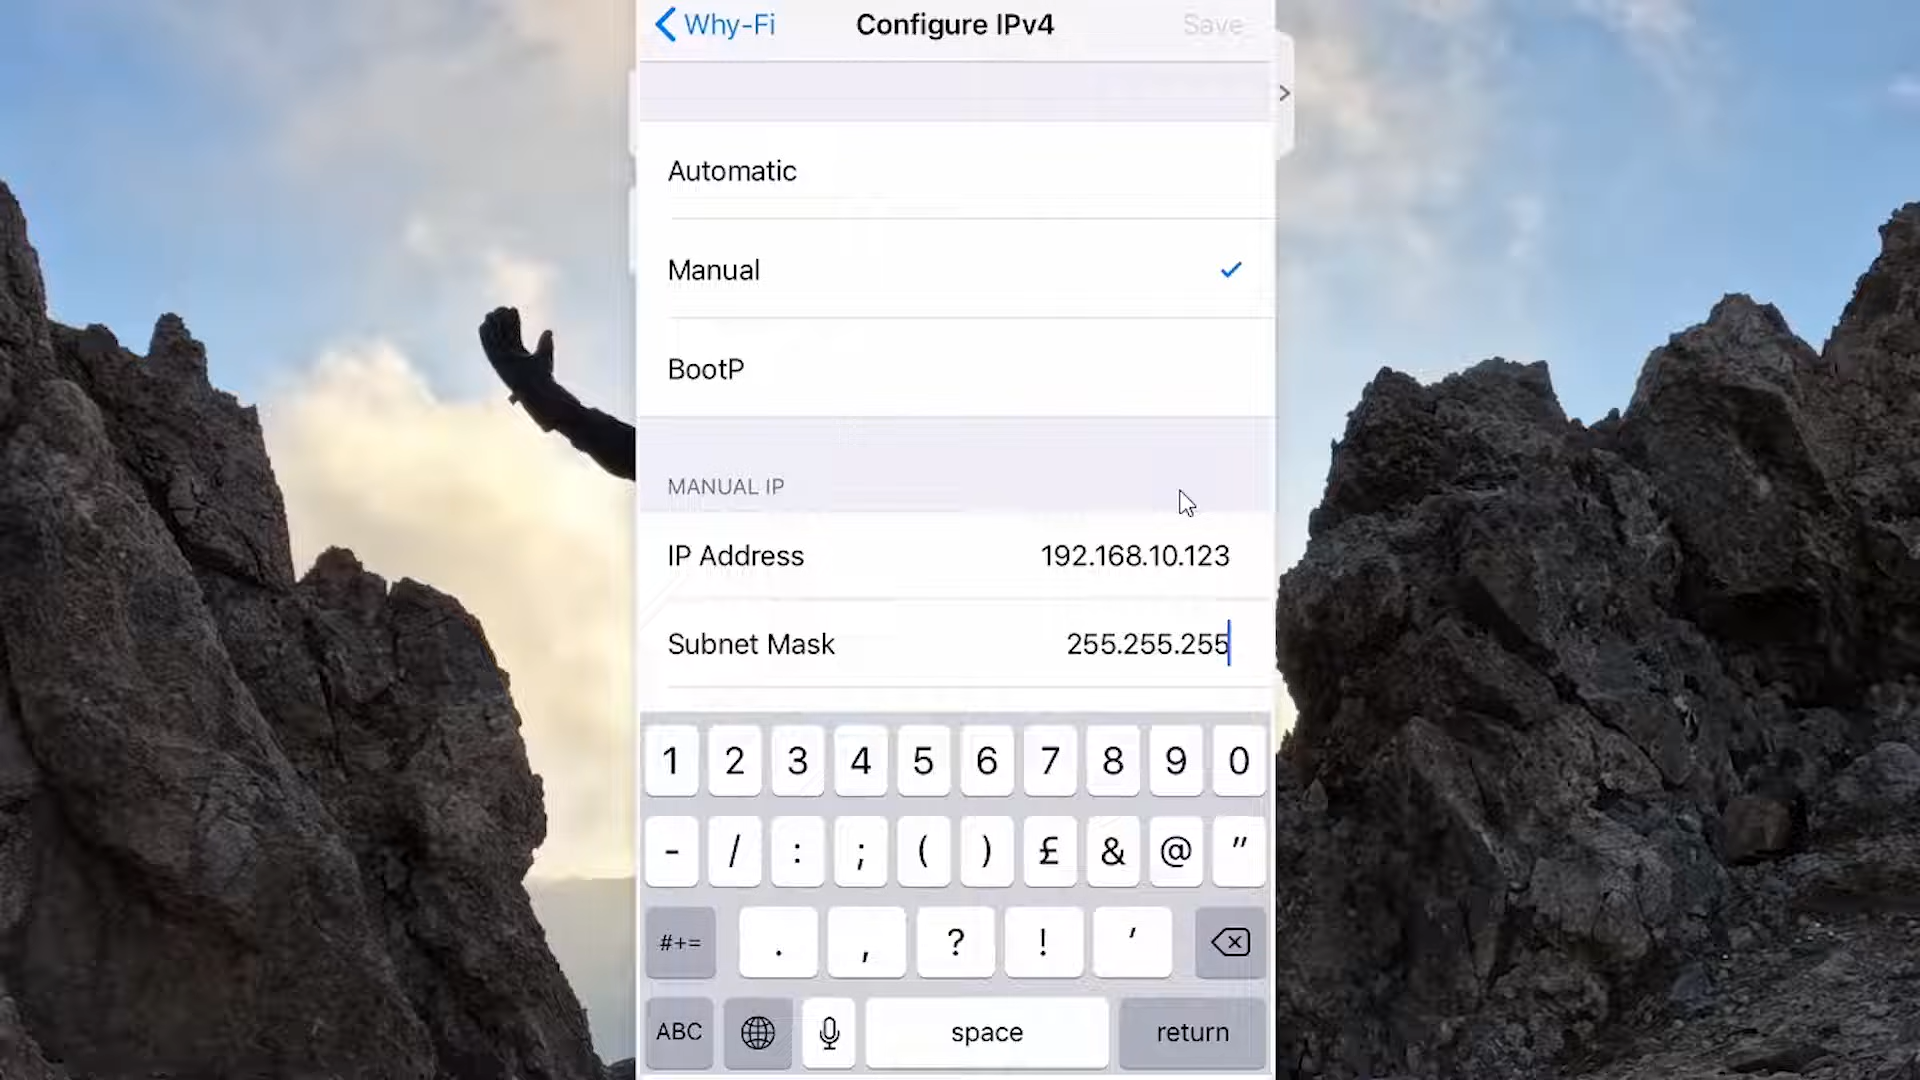 Why-Fi Configure IPv4 Save
Automatic
Manual
BootP
MANUAL IP
IP Address 192.168.10.123
Subnet Mask 255.255.255
1 2 3 4 5 6 7 8 9 0
- / : ; ( ) £ & @ "
#+= . , ? ! '
ABC space return